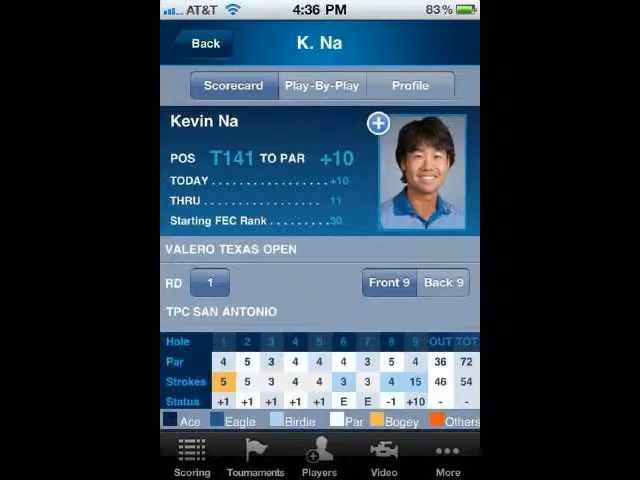 AT&T 4:36 PM 83%
Back K. Na
Scorecard Play-By-Play Profile
Kevin Na
POS T141 TO PAR +10
TODAY . . . . . . . . . . . . . . . . . +10
THRU . . . . . . . . . . . . . . . . . 11
Starting FEC Rank . . . . . . . . . 30
VALERO TEXAS OPEN
RD 1 Front 9 Back 9
TPC SAN ANTONIO
Hole 1 2 3 4 5 6 7 8 9 OUT TOT
Par 4 5 3 4 4 4 3 5 4 36 72
Strokes 5 5 3 4 4 3 3 4 15 46 54
Status +1 +1 +1 +1 +1 E E -1 +10 - -
Ace Eagle Birdie Par Bogey Others
Scoring Tournaments Players Video More